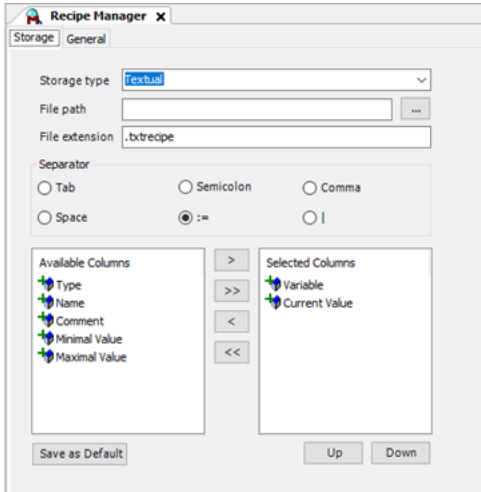 Recipe Manager X
Storage General
Storage type Textual
File path ...
File extension .txtrecipe
Separator
Tab Semicolon Comma
Space := |
Available Columns > Selected Columns
Type Variable
Name >> Current Value
Comment <
Minimal Value
Maximal Value <<
Save as Default Up Down